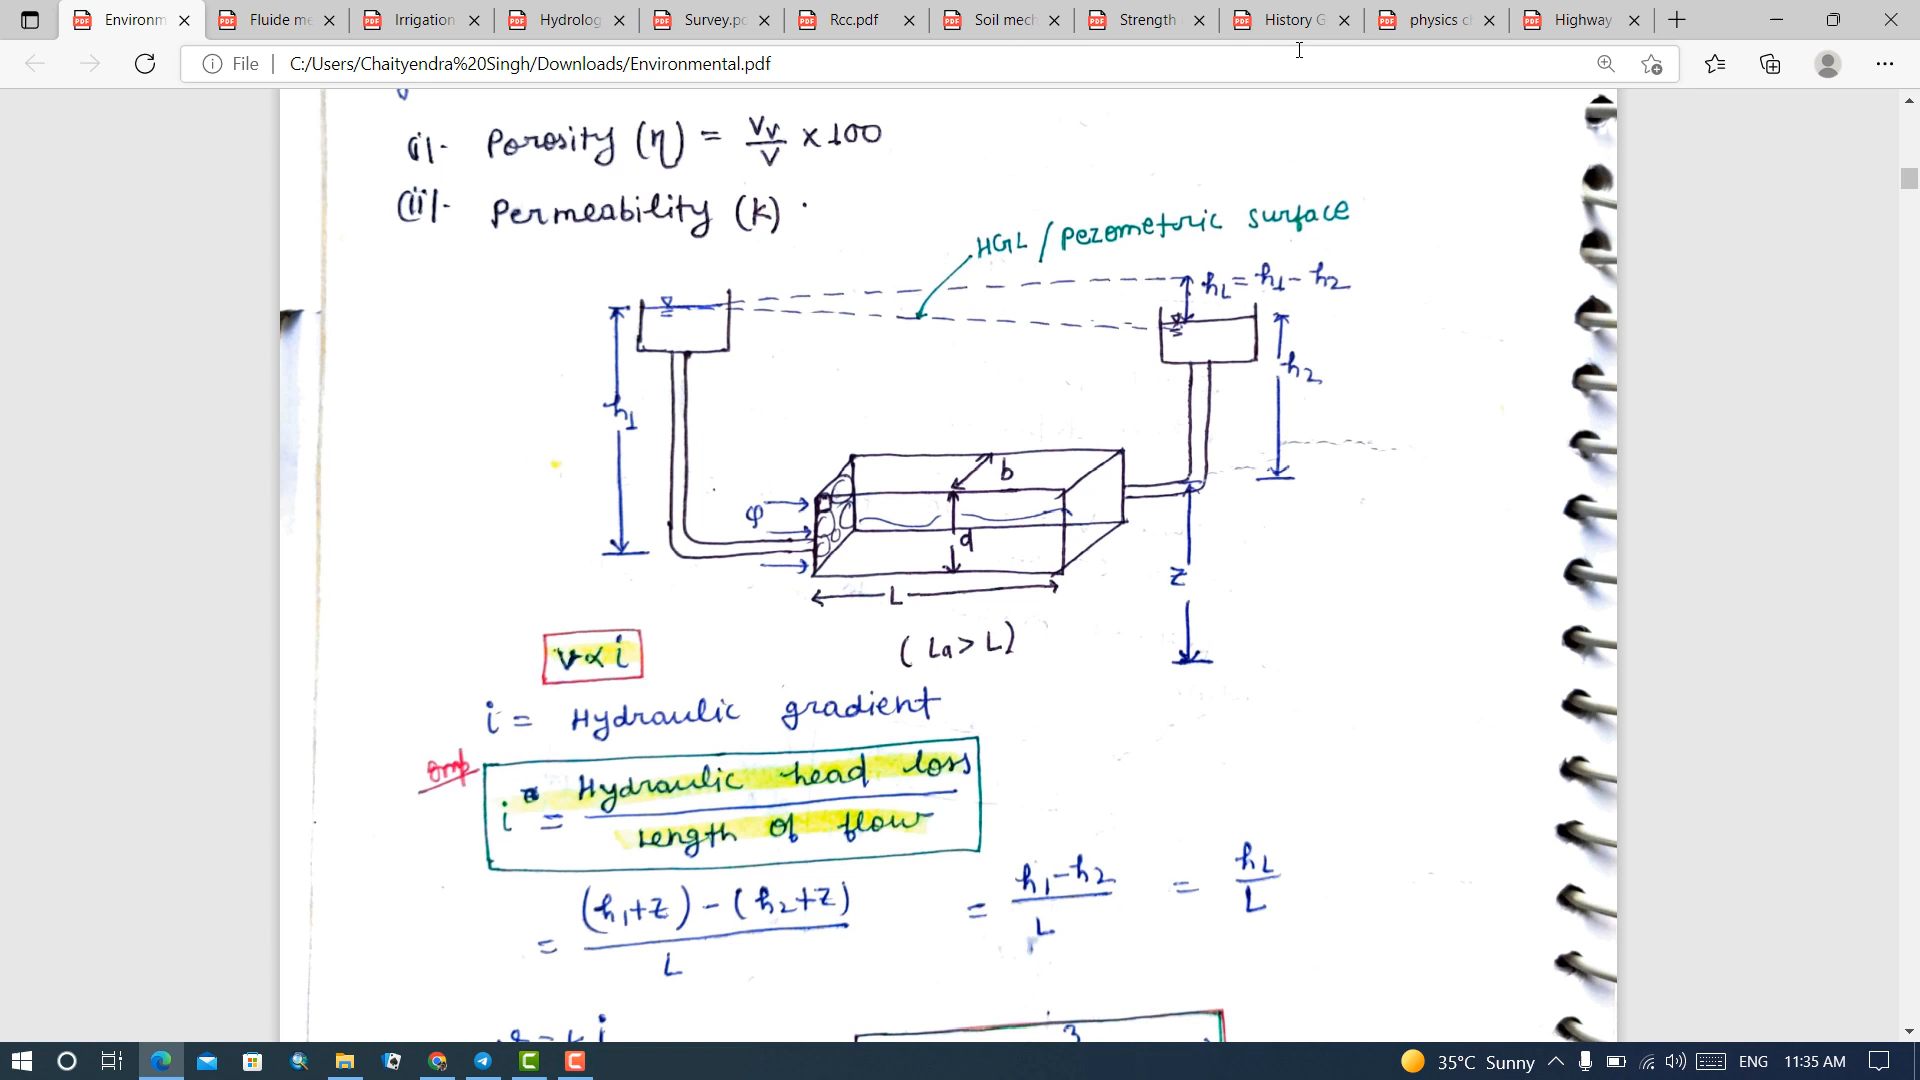 Environm
Fluide me
Irrigation
Hydrolog
Survey.pd
Rcc.pdf
Soil mech
Strength
History G
physics cl
Highway
File
C:/Users/Chaityendra%20Singh/Downloads/Environmental.pdf
(i)- Porosity (η) = Vv/V × 100
(ii)- Permeability (k) .
HGL / Pezometric surface
hL = h1 - h2
h1
h2
b
φ
d
L
z
(La > L)
v ∝ i
i = Hydraulic gradient
Imp
i = Hydraulic head loss / Length of flow
= (h1+z) - (h2+z) / L = h1-h2 / L = hL / L
35°C Sunny
ENG
11:35 AM